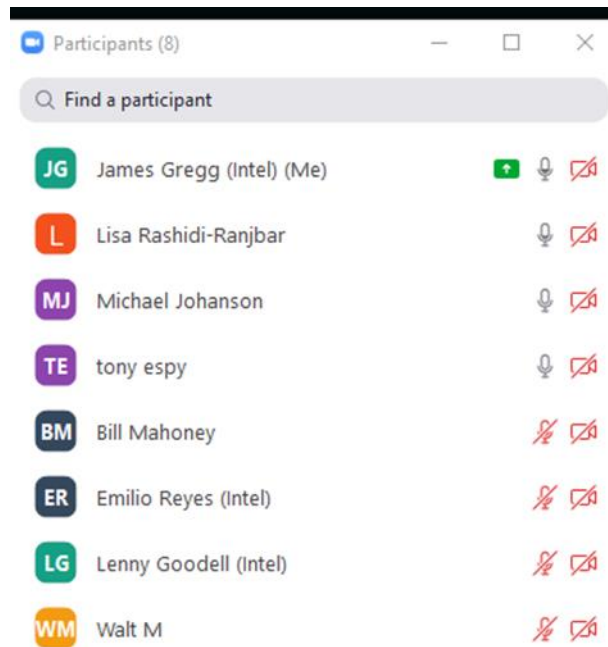 Participants (8)
Find a participant
JG James Gregg (Intel) (Me)
L Lisa Rashidi-Ranjbar
MJ Michael Johanson
TE tony espy
BM Bill Mahoney
ER Emilio Reyes (Intel)
LG Lenny Goodell (Intel)
WM Walt M